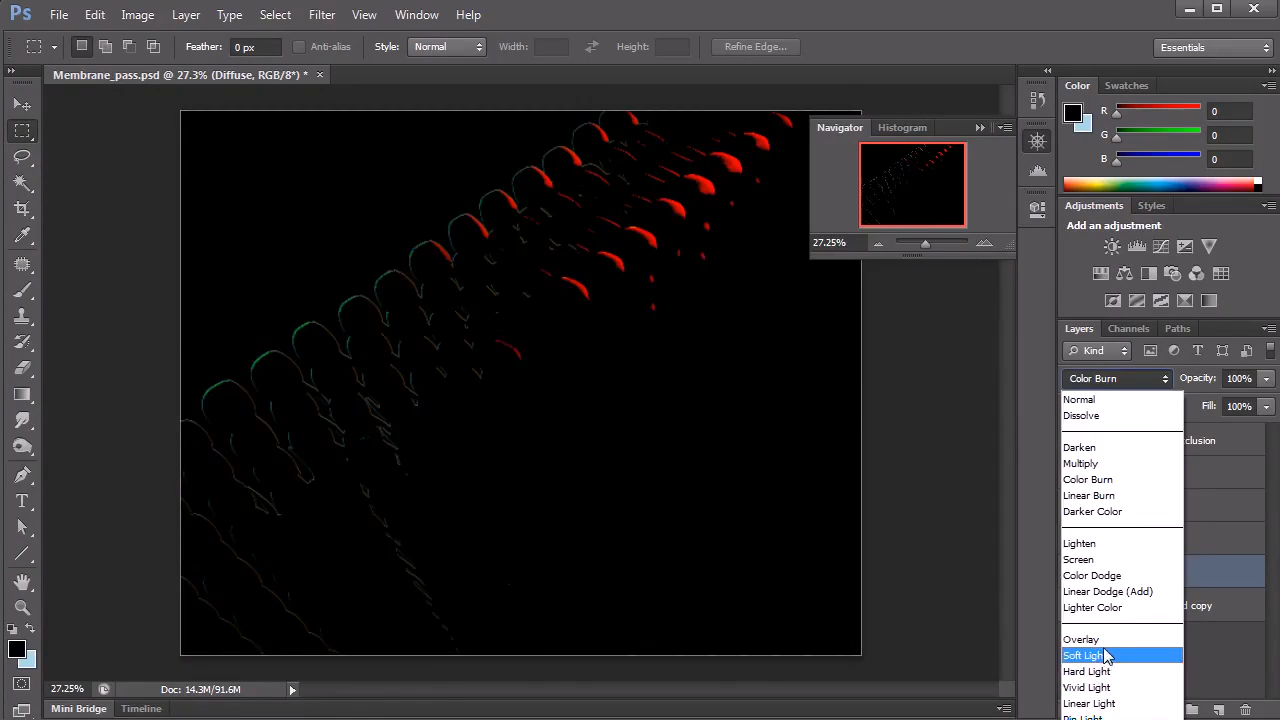 Ps File Edit Image Layer Type Select Filter View Window Help
Feather: 0 px Anti-alias Style: Normal Width: Height: Refine Edge... Essentials
Membrane_pass.psd @ 27.3% (Diffuse, RGB/8*) * ×
Color Swatches
R 0
G 0
B 0
Navigator Histogram
27.25%
Adjustments Styles
Add an adjustment
Layers Channels Paths
Kind
Color Burn Opacity: 100%
Fill: 100%
Normal
Dissolve
Darken
clusion
Multiply
Color Burn
Linear Burn
Darker Color
Lighten
Screen
Color Dodge
Linear Dodge (Add)
Lighter Color
d copy
Overlay
Soft Light
Hard Light
Vivid Light
Linear Light
Pin Light
27.25% Doc: 14.3M/91.6M
Mini Bridge Timeline